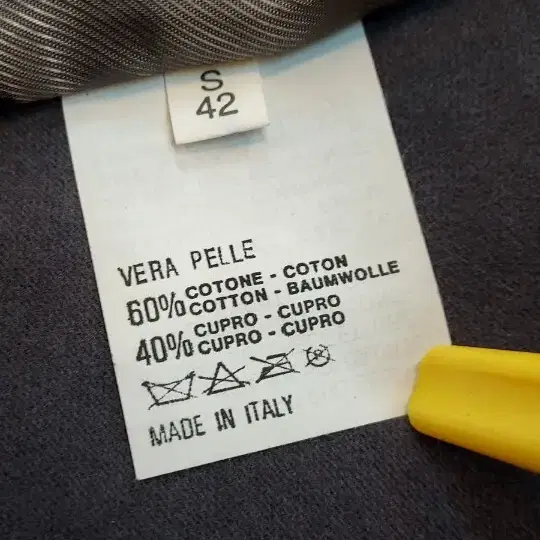 S
42
VERA PELLE
60% COTONE - COTON
COTTON - BAUMWOLLE
40% CUPRO - CUPRO
CUPRO - CUPRO
MADE IN ITALY